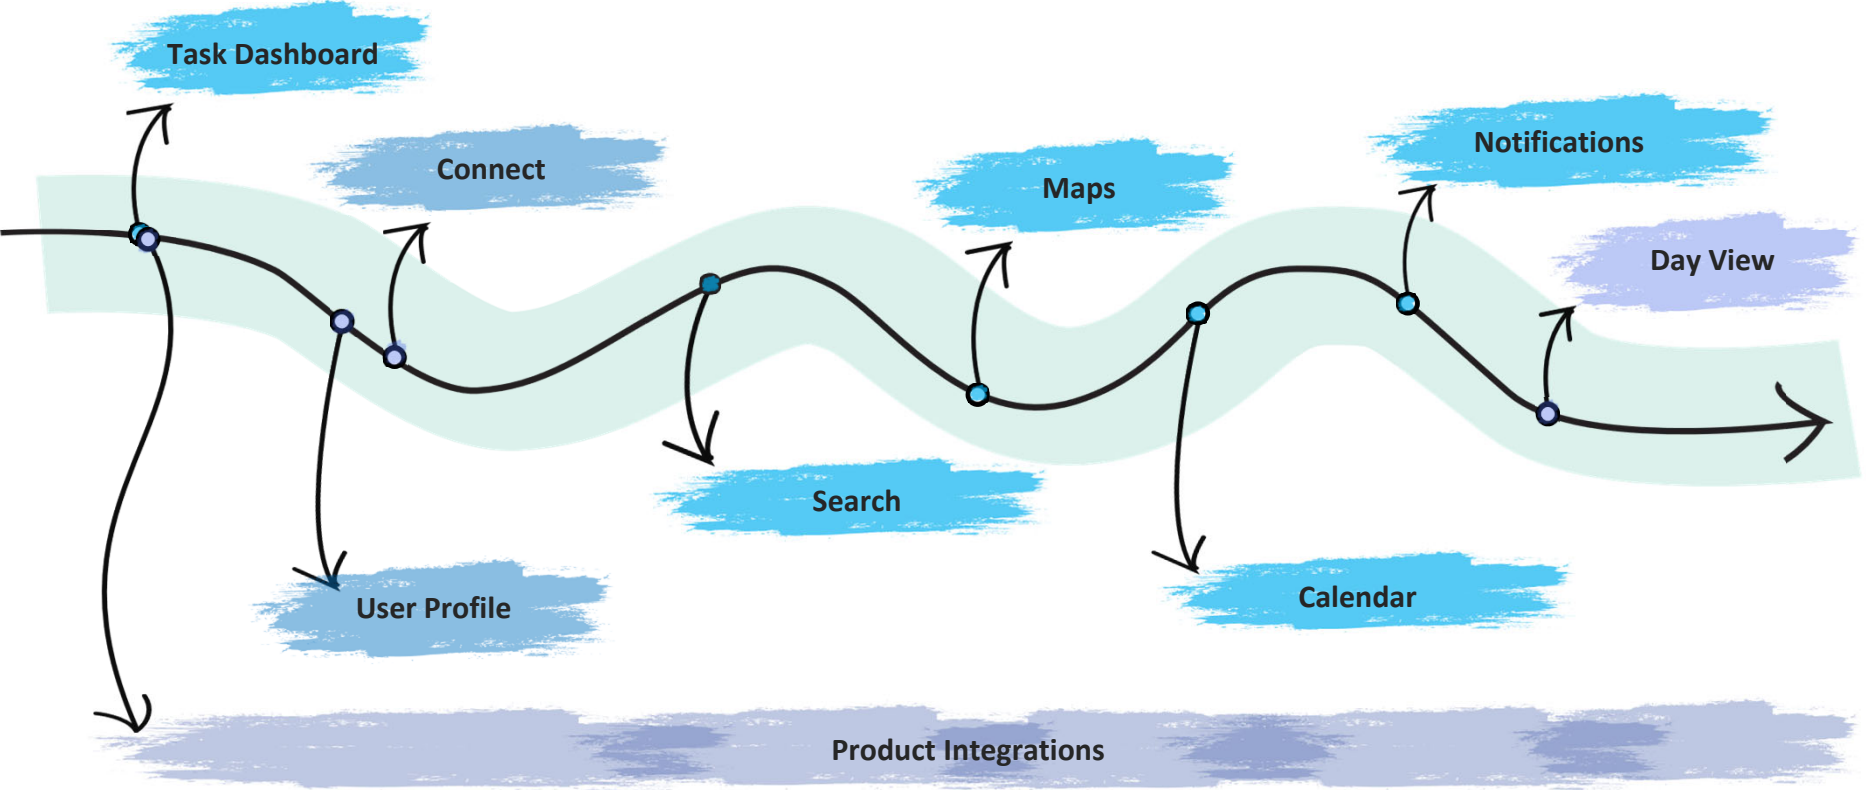 Task Dashboard
Connect
Maps
Notifications
Day View
Search
User Profile
Calendar
Product Integrations